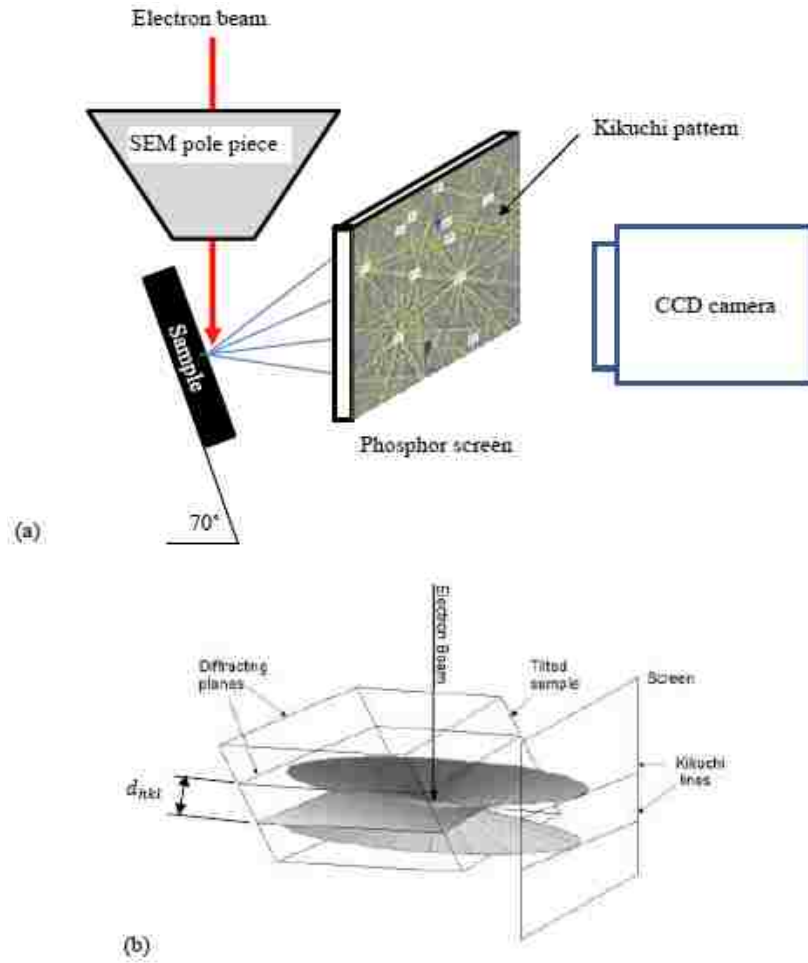 Electron beam
SEM pole piece
Kikuchi pattern
CCD camera
Sample
Phosphor screen
70°
(a)
Electron Beam
Diffracting
planes
Tilted
sample
Screen
Kikuchi
lines
d_hkl
(b)